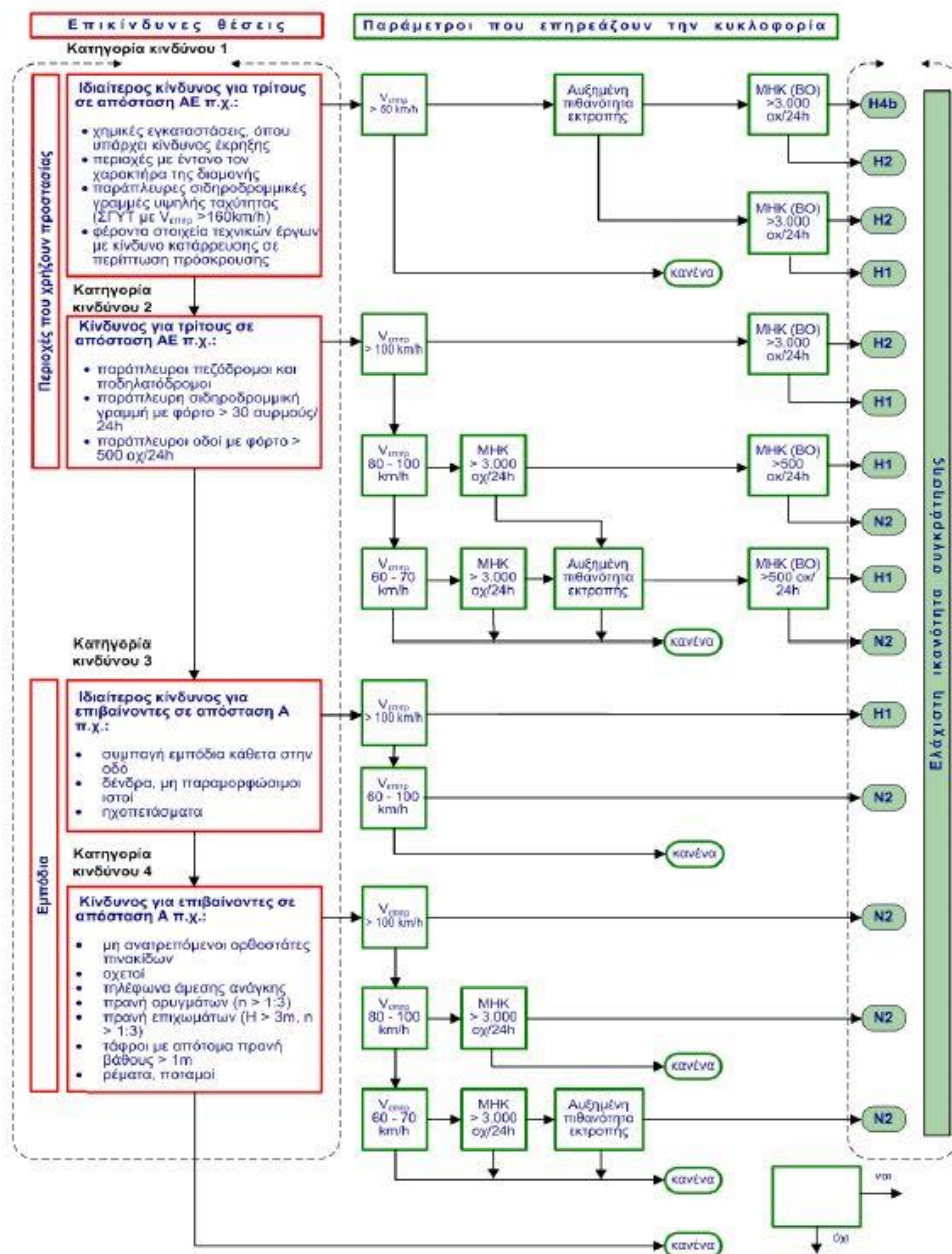 Επικίνδυνες θέσεις
Παράμετροι που επηρεάζουν την κυκλοφορία
Κατηγορία κινδύνου 1
Περιοχές που χρήζουν προστασίας
Ιδιαίτερος κίνδυνος για τρίτους
σε απόσταση ΑΕ π.χ.:
• χημικές εγκαταστάσεις, όπου
υπάρχει κίνδυνος έκρηξης
• περιοχές με έντονο τον
χαρακτήρα της διαμονής
• παράπλευρες σιδηροδρομμικές
γραμμές υψηλής ταχύτητας
(ΣΓΥΤ με Vεπιτρ >160km/h)
• φέροντα στοιχεία τεχνικών έργων
με κίνδυνο κατάρρευσης σε
περίπτωση πρόσκρουσης
Vεπιτρ
> 60 km/h
Αυξημένη
πιθανότητα
εκτροπής
ΜΗΚ (ΒΟ)
>3.000
οχ/24h
H4b
H2
ΜΗΚ (ΒΟ)
>3.000
οχ/24h
H2
H1
κανένα
Κατηγορία
κινδύνου 2
Κίνδυνος για τρίτους σε
απόσταση ΑΕ π.χ.:
• παράπλευροι πεζόδρομοι και
ποδηλατόδρομοι
• παράπλευρη σιδηροδρομμική
γραμμή με φόρτο > 30 συρμούς/
24h
• παράπλευροι οδοί με φόρτο >
500 οχ/24h
Vεπιτρ
> 100 km/h
ΜΗΚ (ΒΟ)
>3.000
οχ/24h
H2
H1
Vεπιτρ
80 - 100
km/h
ΜΗΚ
> 3.000
οχ/24h
ΜΗΚ (ΒΟ)
>500
οχ/24h
H1
N2
Vεπιτρ
60 - 70
km/h
ΜΗΚ
> 3.000
οχ/24h
Αυξημένη
πιθανότητα
εκτροπής
ΜΗΚ (ΒΟ)
>500 οχ/
24h
H1
N2
κανένα
Κατηγορία
κινδύνου 3
Εμπόδια
Ιδιαίτερος κίνδυνος για
επιβαίνοντες σε απόσταση Α
π.χ.:
• συμπαγή εμπόδια κάθετα στην
οδό
• δένδρα, μη παραμορφώσιμοι
ιστοί
• ηχοπετάσματα
Vεπιτρ
> 100 km/h
H1
Vεπιτρ
60 - 100
km/h
N2
κανένα
Κατηγορία
κινδύνου 4
Κίνδυνος για επιβαίνοντες σε
απόσταση Α π.χ.:
• μη ανατρεπόμενοι ορθοστάτες
πινακίδων
• οχετοί
• τηλέφωνα άμεσης ανάγκης
• πρανή ορυγμάτων (n > 1:3)
• πρανή επιχωμάτων (H > 3m, n
> 1:3)
• τάφροι με απότομα πρανή
βάθους > 1m
• ρέματα, ποταμοί
Vεπιτρ
> 100 km/h
N2
Vεπιτρ
80 - 100
km/h
ΜΗΚ
> 3.000
οχ/24h
N2
κανένα
Vεπιτρ
60 - 70
km/h
ΜΗΚ
> 3.000
οχ/24h
Αυξημένη
πιθανότητα
εκτροπής
N2
κανένα
κανένα
Ελάχιστη ικανότητα συγκράτησης
ναι
όχι